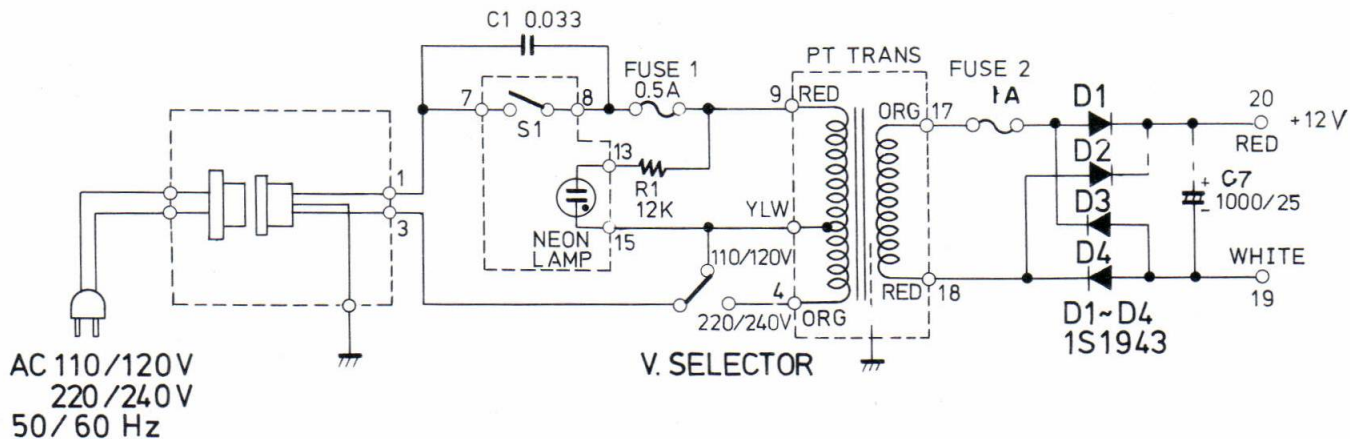 C1 0.033
7
S1
8
FUSE 1
0.5A
PT TRANS
9
RED
ORG
17
FUSE 2
1A
D1
20
+12V
RED
D2
+
-
C7
1000/25
D3
13
R1
12K
1
3
YLW
15
NEON
LAMP
110/120V
4
ORG
220/240V
RED
18
D4
WHITE
19
D1~D4
1S1943
V. SELECTOR
AC 110/120V
220/240V
50/60 Hz